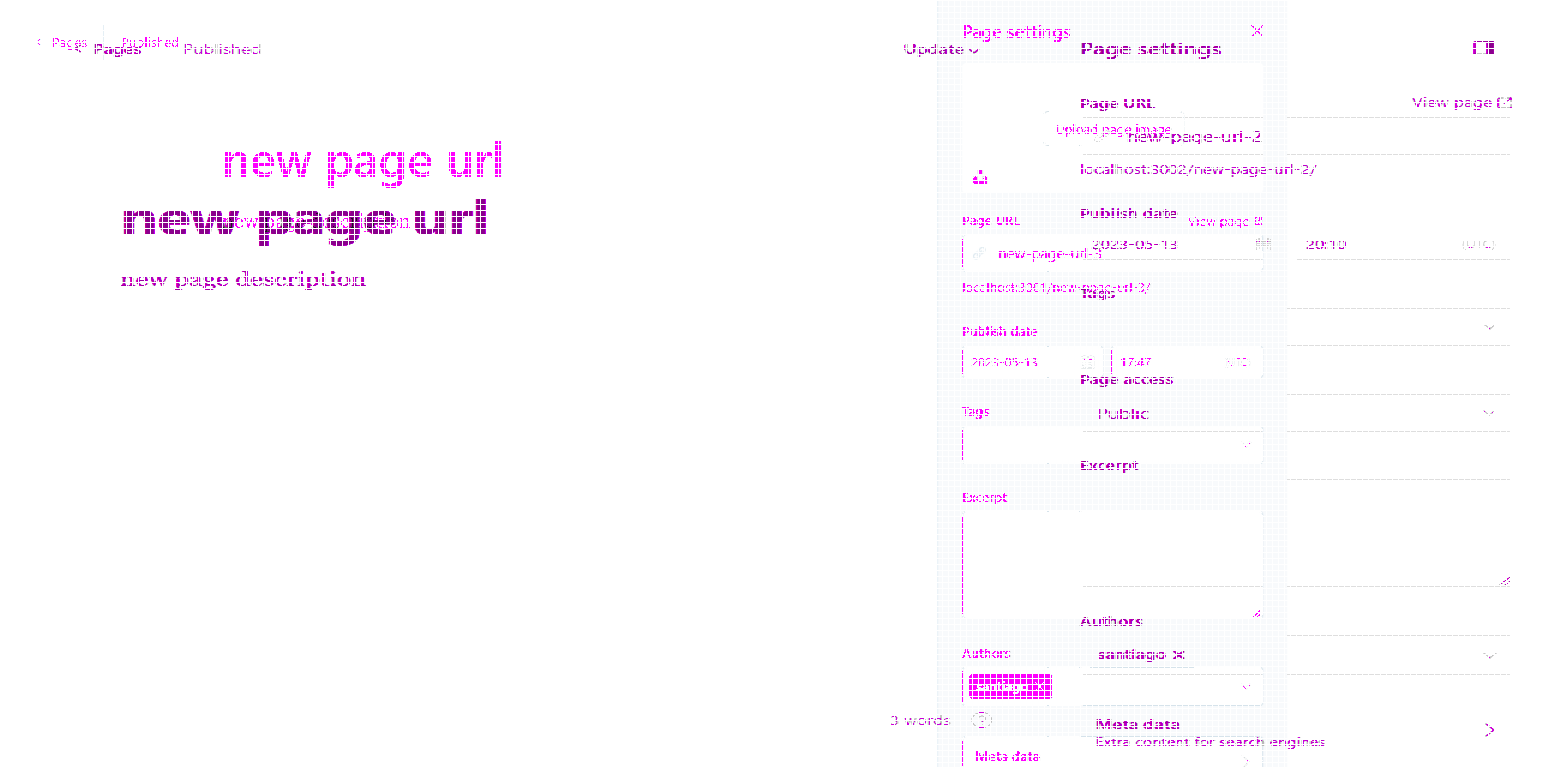 Pages Published
Pages Published
Update
Page settings
Page settings
Page URL
View page
Upload page image
new-page-url-2
new page url
localhost:3002/new-page-url-2/
new page url
Page URL
View page
Publish date
2023-05-13
20:10
(UTC)
new-page-url-3
new page description
localhost:3001/new-page-url-3/
Tags
Publish date
2023-05-13
17:47
Page access
Tags
Public
Excerpt
Excerpt
Authors
Authors
santiago ×
3 words
?
Meta data
Extra content for search engines
Meta data